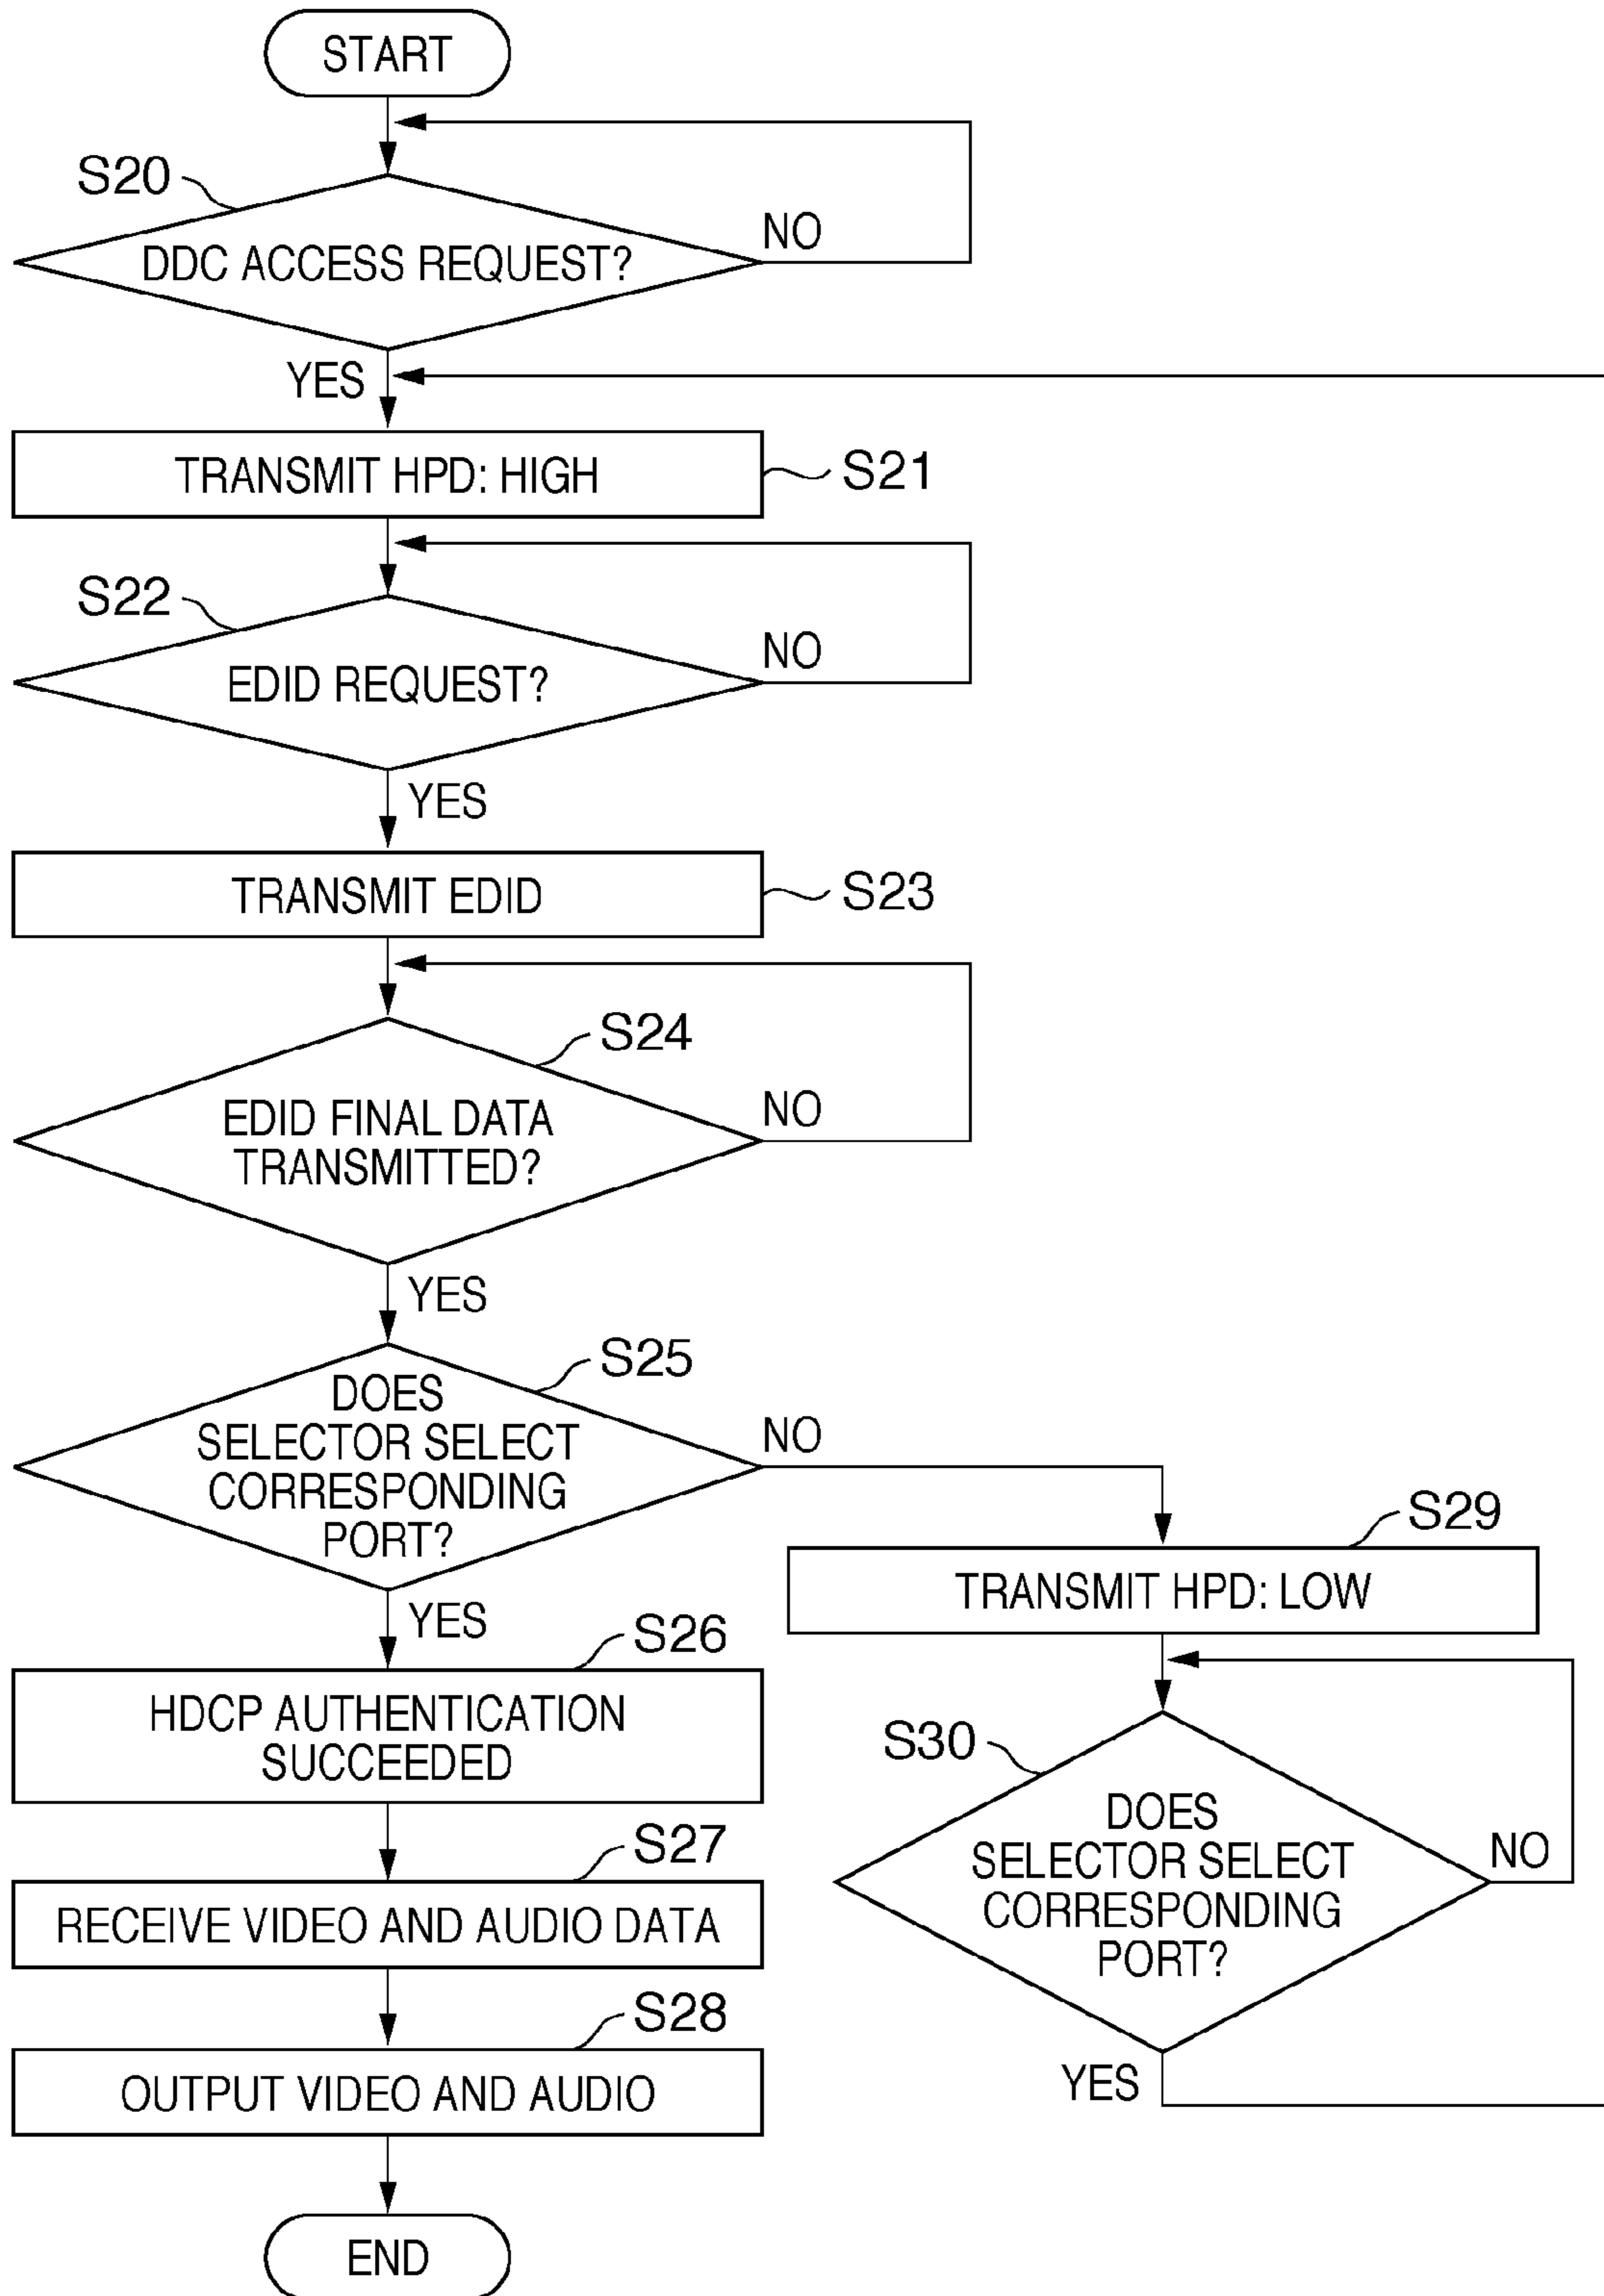 START
S20
DDC ACCESS REQUEST?
NO
YES
TRANSMIT HPD: HIGH
S21
S22
EDID REQUEST?
NO
YES
TRANSMIT EDID
S23
S24
EDID FINAL DATA
TRANSMITTED?
NO
YES
S25
DOES
SELECTOR SELECT
CORRESPONDING
PORT?
NO
YES
S26
HDCP AUTHENTICATION
SUCCEEDED
S27
RECEIVE VIDEO AND AUDIO DATA
S28
OUTPUT VIDEO AND AUDIO
END
S29
TRANSMIT HPD: LOW
S30
DOES
SELECTOR SELECT
CORRESPONDING
PORT?
NO
YES